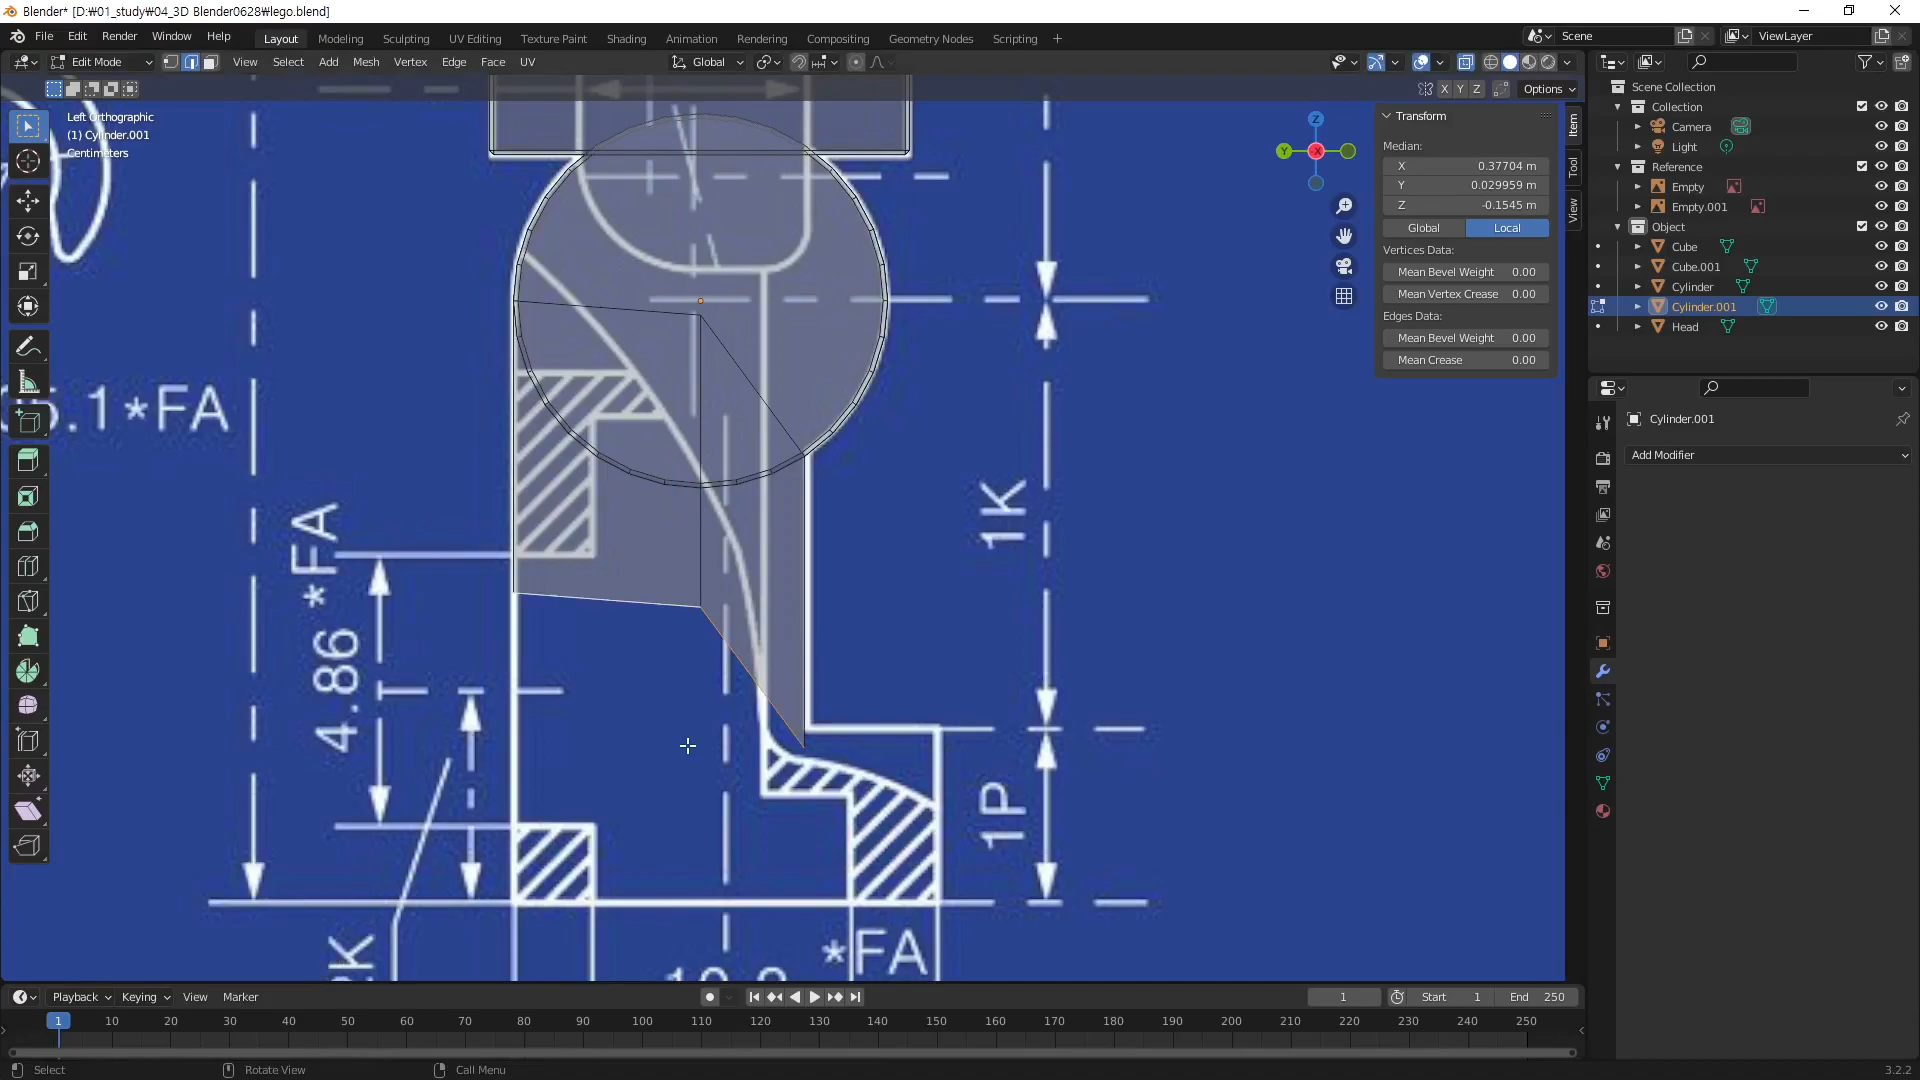 Blender* [D:₩01_study₩04_3D Blender0628₩lego.blend]
File Edit Render Window Help
Layout Modeling Sculpting UV Editing Texture Paint Shading Animation Rendering Compositing Geometry Nodes Scripting +
Scene
ViewLayer
Edit Mode
View Select Add Mesh Vertex Edge Face UV
Global
X Y Z
Options
Left Orthographic
(1) Cylinder.001
Centimeters
Z
Y
X
Transform
Median:
X 0.37704 m
Y 0.029959 m
Z -0.1545 m
Global Local
Vertices Data:
Mean Bevel Weight 0.00
Mean Vertex Crease 0.00
Edges Data:
Mean Bevel Weight 0.00
Mean Crease 0.00
Item
Tool
View
Scene Collection
Collection
Camera
Light
Reference
Empty
Empty.001
Object
Cube
Cube.001
Cylinder
Cylinder.001
Head
Cylinder.001
Add Modifier
.1*FA
4.86 *FA
1K
1P
*FA
Playback Keying View Marker
1
Start 1
End 250
1 10 20 30 40 50 60 70 80 90 100 110 120 130 140 150 160 170 180 190 200 210 220 230 240 250
Select
Rotate View
Call Menu
3.2.2